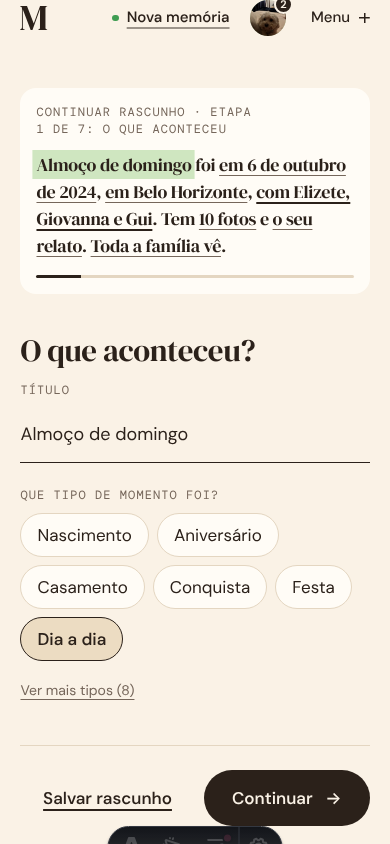 M
Nova memória
2
Menu +
CONTINUAR RASCUNHO · ETAPA
1 DE 7: O QUE ACONTECEU
Almoço de domingo foi em 6 de outubro
de 2024, em Belo Horizonte, com Elizete,
Giovanna e Gui. Tem 10 fotos e o seu
relato. Toda a família vê.
O que aconteceu?
TÍTULO
Almoço de domingo
QUE TIPO DE MOMENTO FOI?
Nascimento
Aniversário
Casamento
Conquista
Festa
Dia a dia
Ver mais tipos (8)
Salvar rascunho
Continuar →